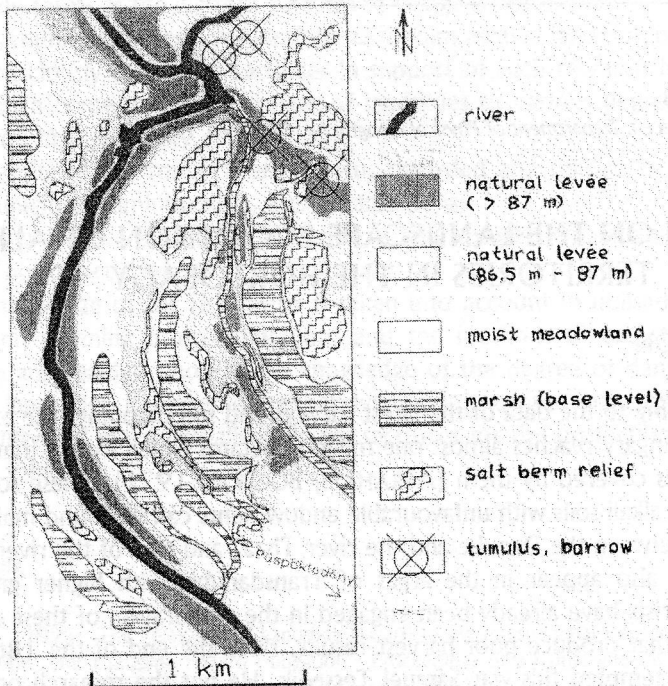 N
river
natural levée
( > 87 m)
natural levée
(86,5 m - 87 m)
moist meadowland
marsh (base level)
salt berm relief
tumulus, barrow
Püspökladány
1 km